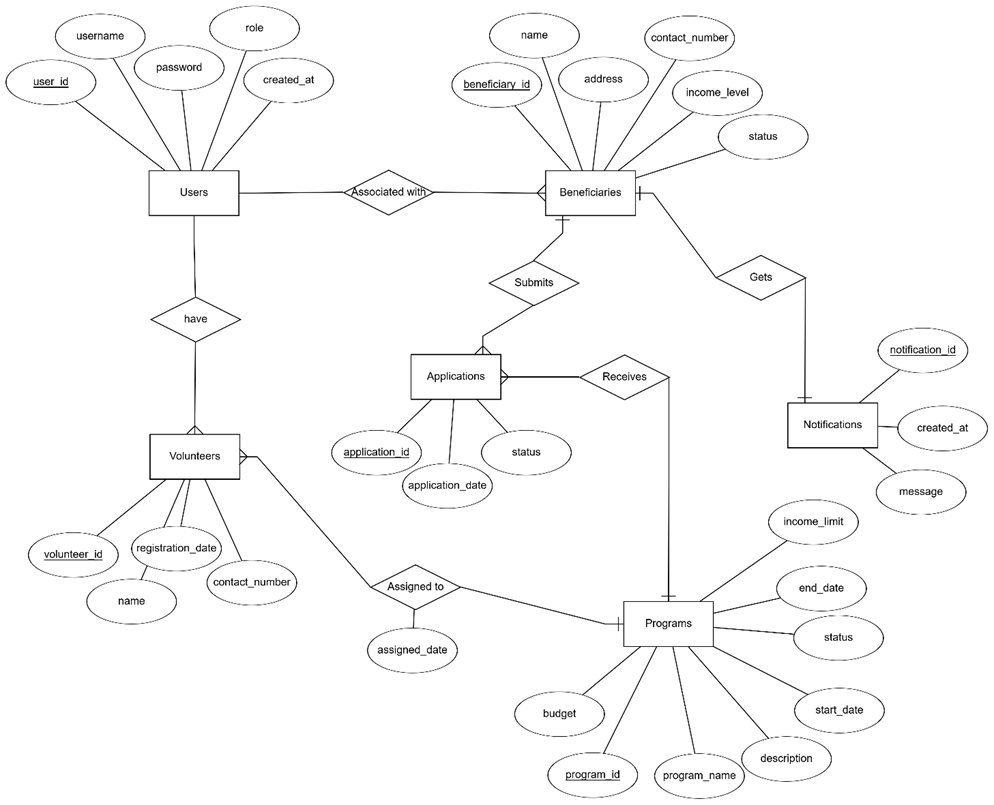 role
username
contact_number
name
password
user_id
created_at
beneficiary_id
address
income_level
status
Users
Associated with
Beneficiaries
Submits
Gets
have
notification_id
Applications
Receives
Notifications
created_at
application_id
status
application_date
message
Volunteers
income_limit
registration_date
volunteer_id
contact_number
name
Assigned to
end_date
Programs
status
assigned_date
budget
start_date
description
program_id
program_name